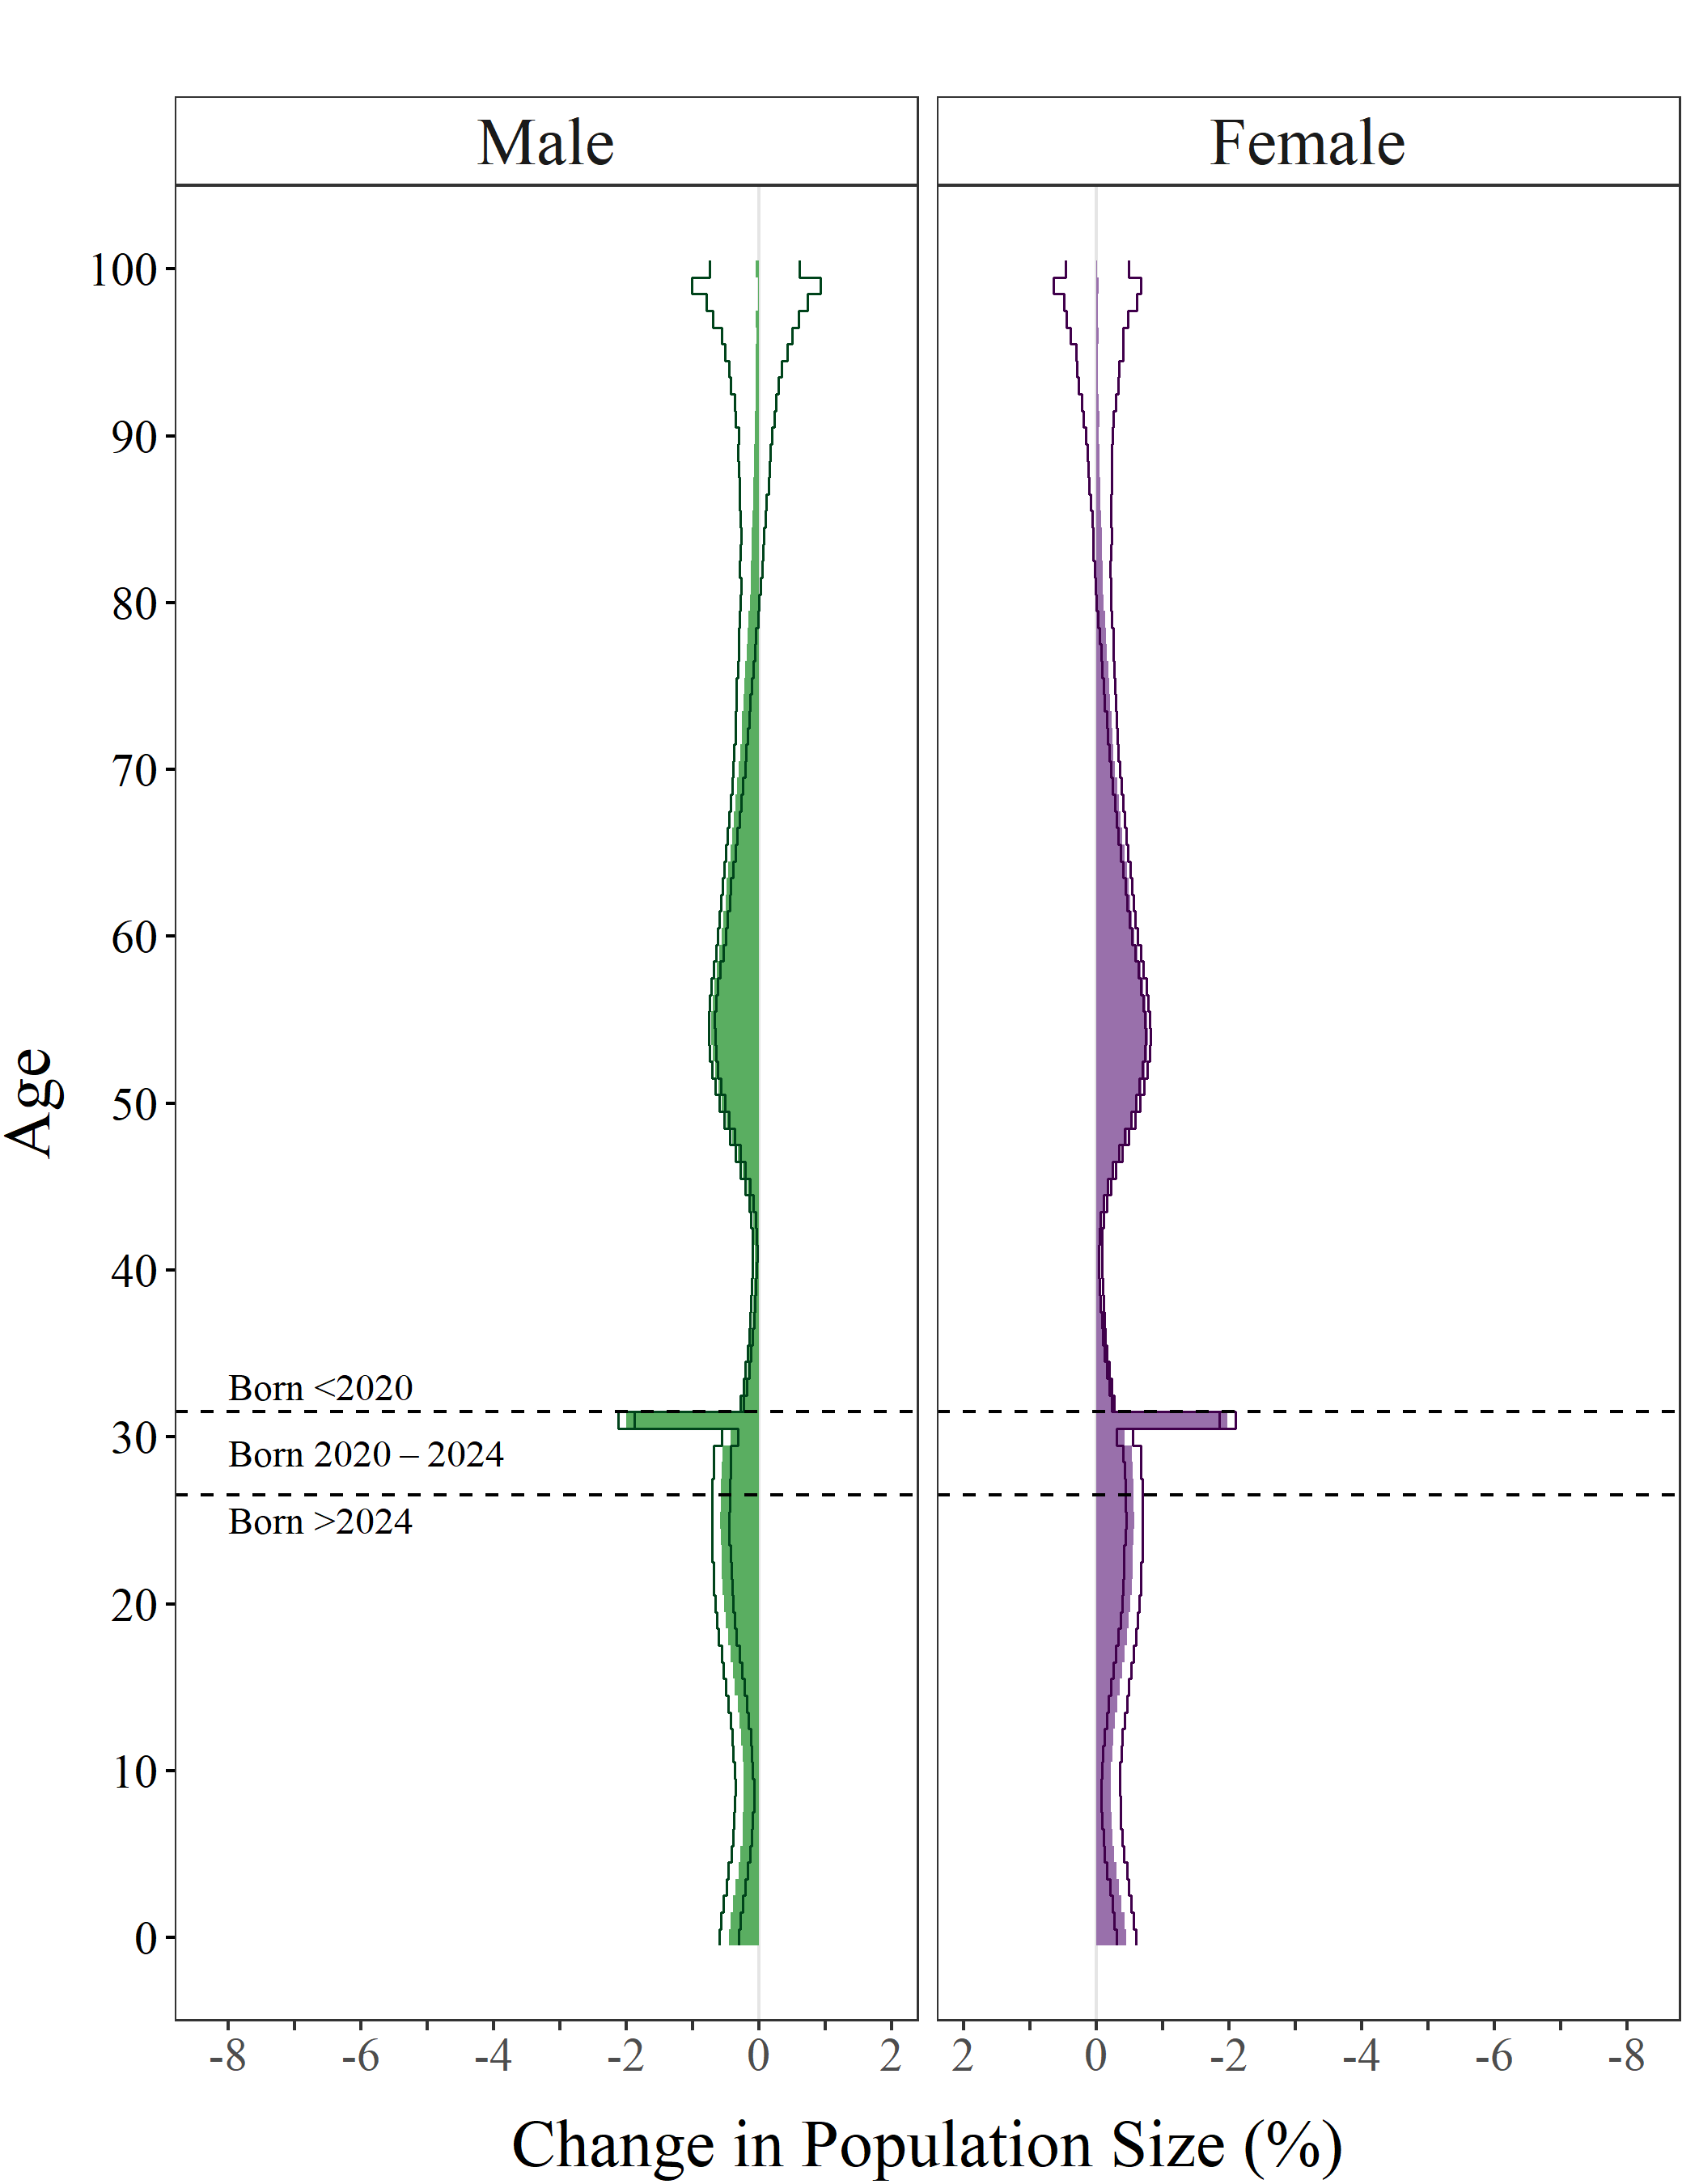 Male
Female
Age
100
90
80
70
60
50
40
30
20
10
0
Born <2020
Born 2020 – 2024
Born >2024
-8 -6 -4 -2 0 2
2 0 -2 -4 -6 -8
Change in Population Size (%)